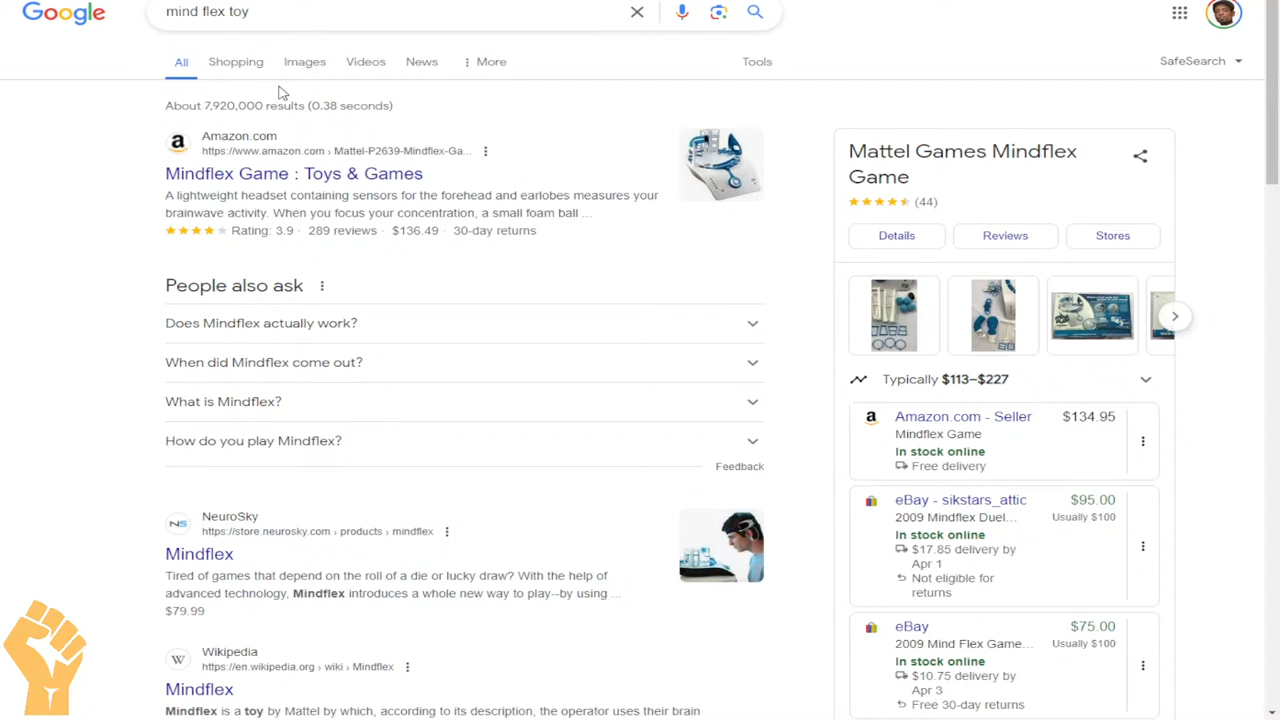 Google
mind flex toy
All
Shopping
Images
Videos
News
More
Tools
SafeSearch
About 7,920,000 results (0.38 seconds)
a
Amazon.com
https://www.amazon.com › Mattel-P2639-Mindflex-Ga...
Mindflex Game : Toys & Games
A lightweight headset containing sensors for the forehead and earlobes measures your
brainwave activity. When you focus your concentration, a small foam ball ...
Rating: 3.9 · 289 reviews · $136.49 · 30-day returns
People also ask
Does Mindflex actually work?
When did Mindflex come out?
What is Mindflex?
How do you play Mindflex?
Feedback
NS
NeuroSky
https://store.neurosky.com › products › mindflex
Mindflex
Tired of games that depend on the roll of a die or lucky draw? With the help of
advanced technology, Mindflex introduces a whole new way to play--by using ...
$79.99
W
Wikipedia
https://en.wikipedia.org › wiki › Mindflex
Mindflex
Mindflex is a toy by Mattel by which, according to its description, the operator uses their brain
Mattel Games Mindflex
Game
(44)
Details
Reviews
Stores
Typically $113–$227
a
Amazon.com - Seller
$134.95
Mindflex Game
In stock online
Free delivery
eBay - sikstars_attic
$95.00
2009 Mindflex Duel...
Usually $100
In stock online
$17.85 delivery by
Apr 1
Not eligible for
returns
eBay
$75.00
2009 Mind Flex Game...
Usually $100
In stock online
$10.75 delivery by
Apr 3
Free 30-day returns